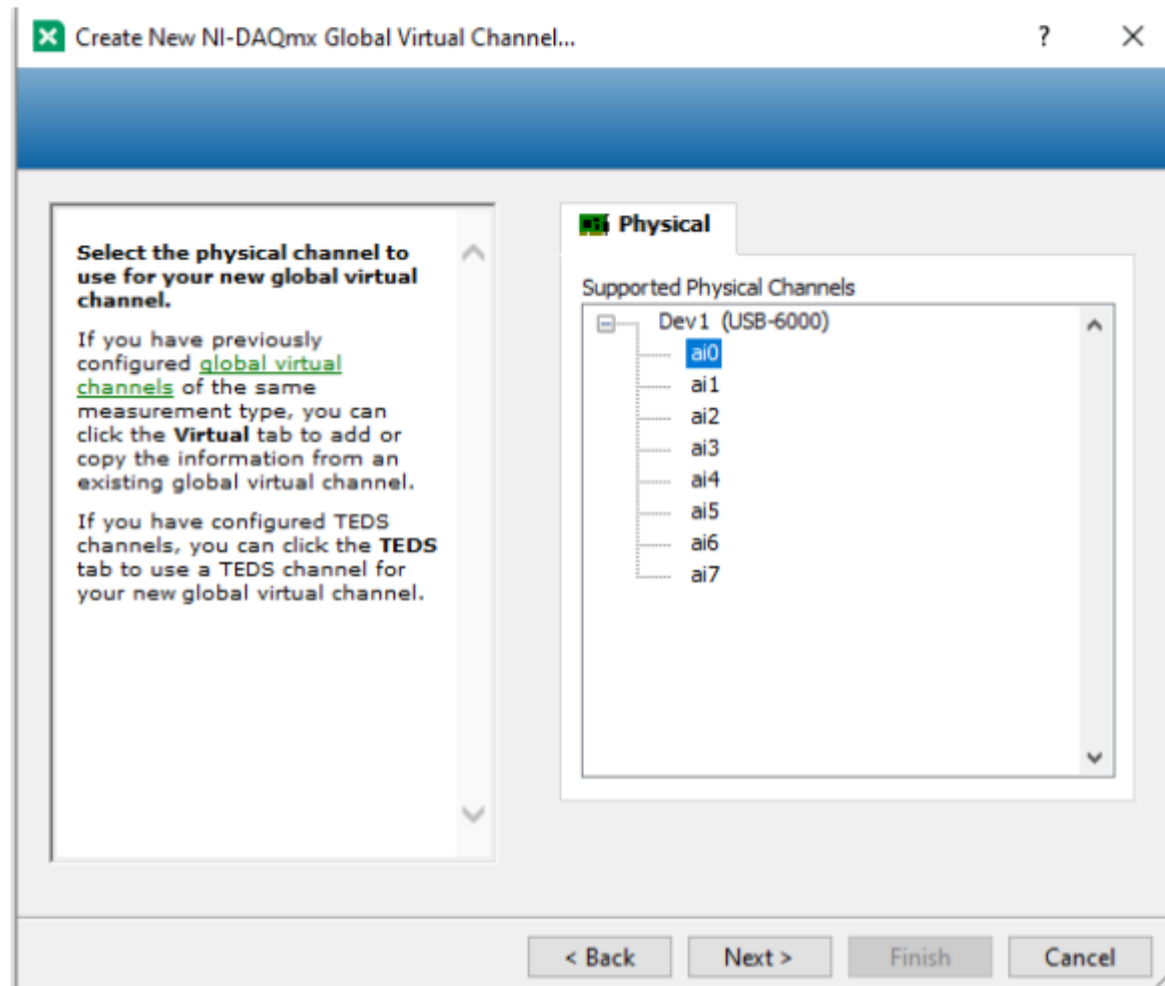 Create New NI-DAQmx Global Virtual Channel...
?
Select the physical channel to
use for your new global virtual
channel.
If you have previously
configured global virtual
channels of the same
measurement type, you can
click the Virtual tab to add or
copy the information from an
existing global virtual channel.
If you have configured TEDS
channels, you can click the TEDS
tab to use a TEDS channel for
your new global virtual channel.
Physical
Supported Physical Channels
Dev1 (USB-6000)
ai0
ai1
ai2
ai3
ai4
ai5
ai6
ai7
< Back
Next >
Finish
Cancel